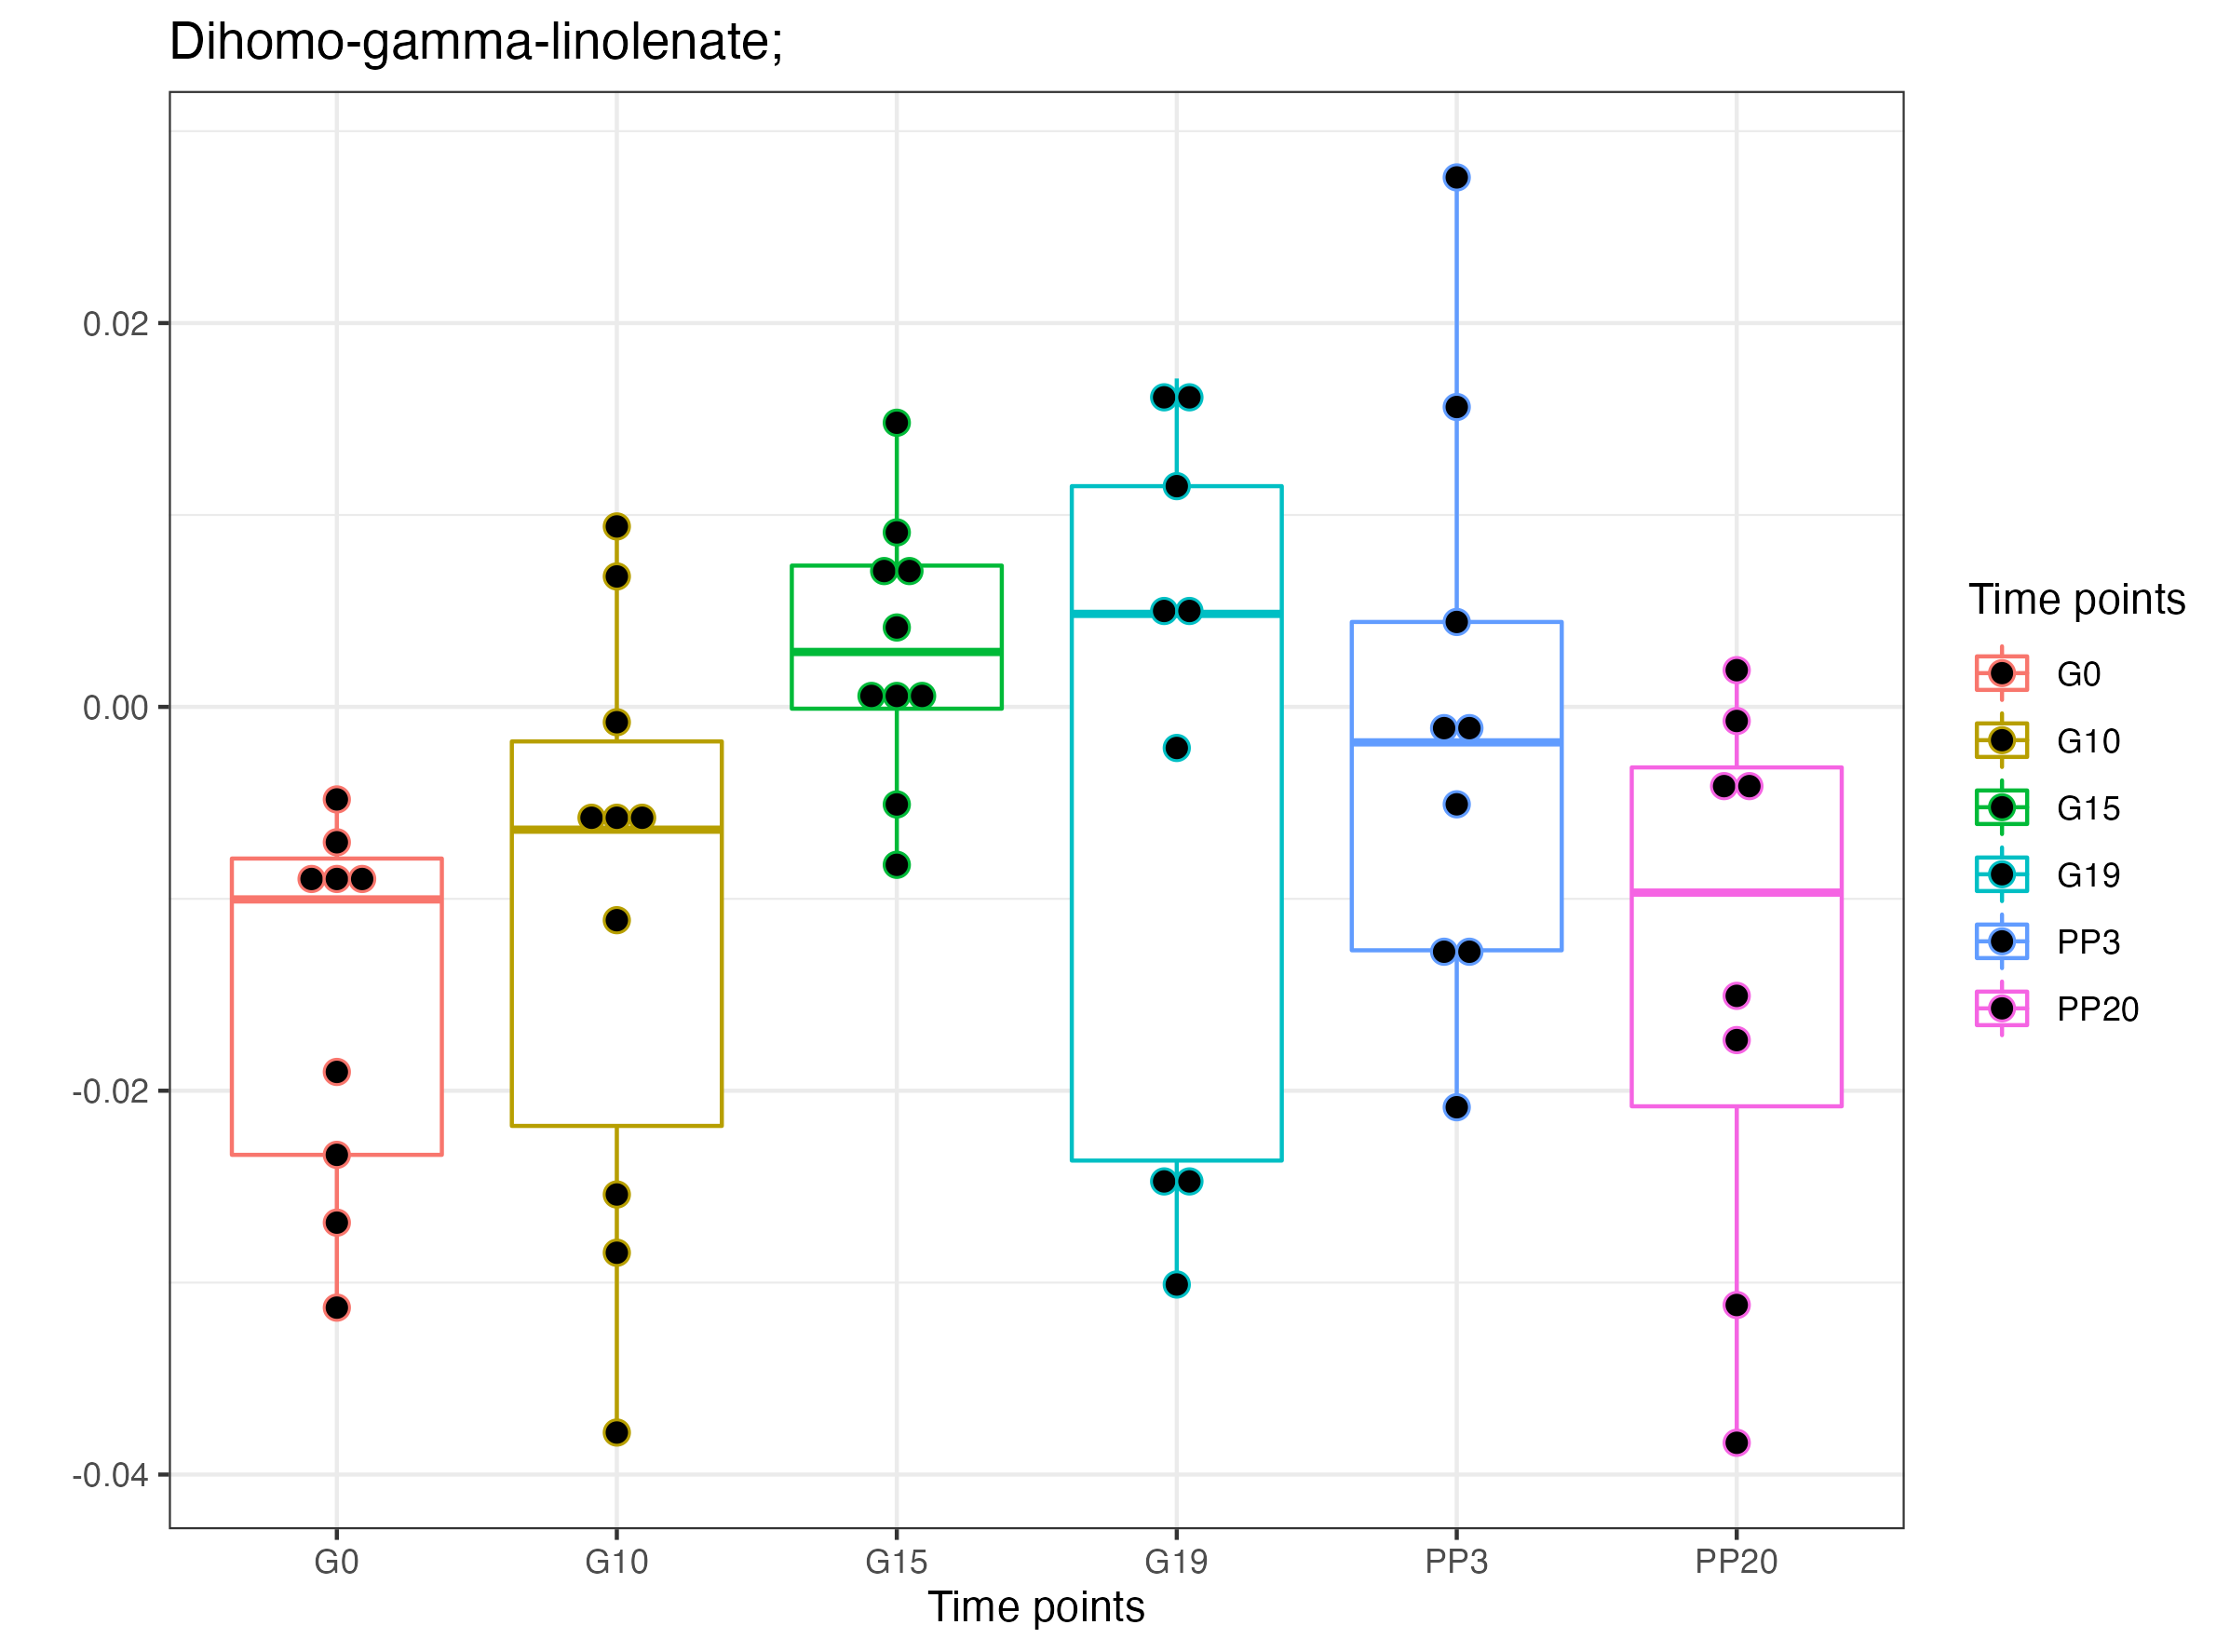 Dihomo-gamma-linolenate;
0.02
0.00
-0.02
-0.04
G0 G10 G15 G19 PP3 PP20
Time points
Time points
G0
G10
G15
G19
PP3
PP20